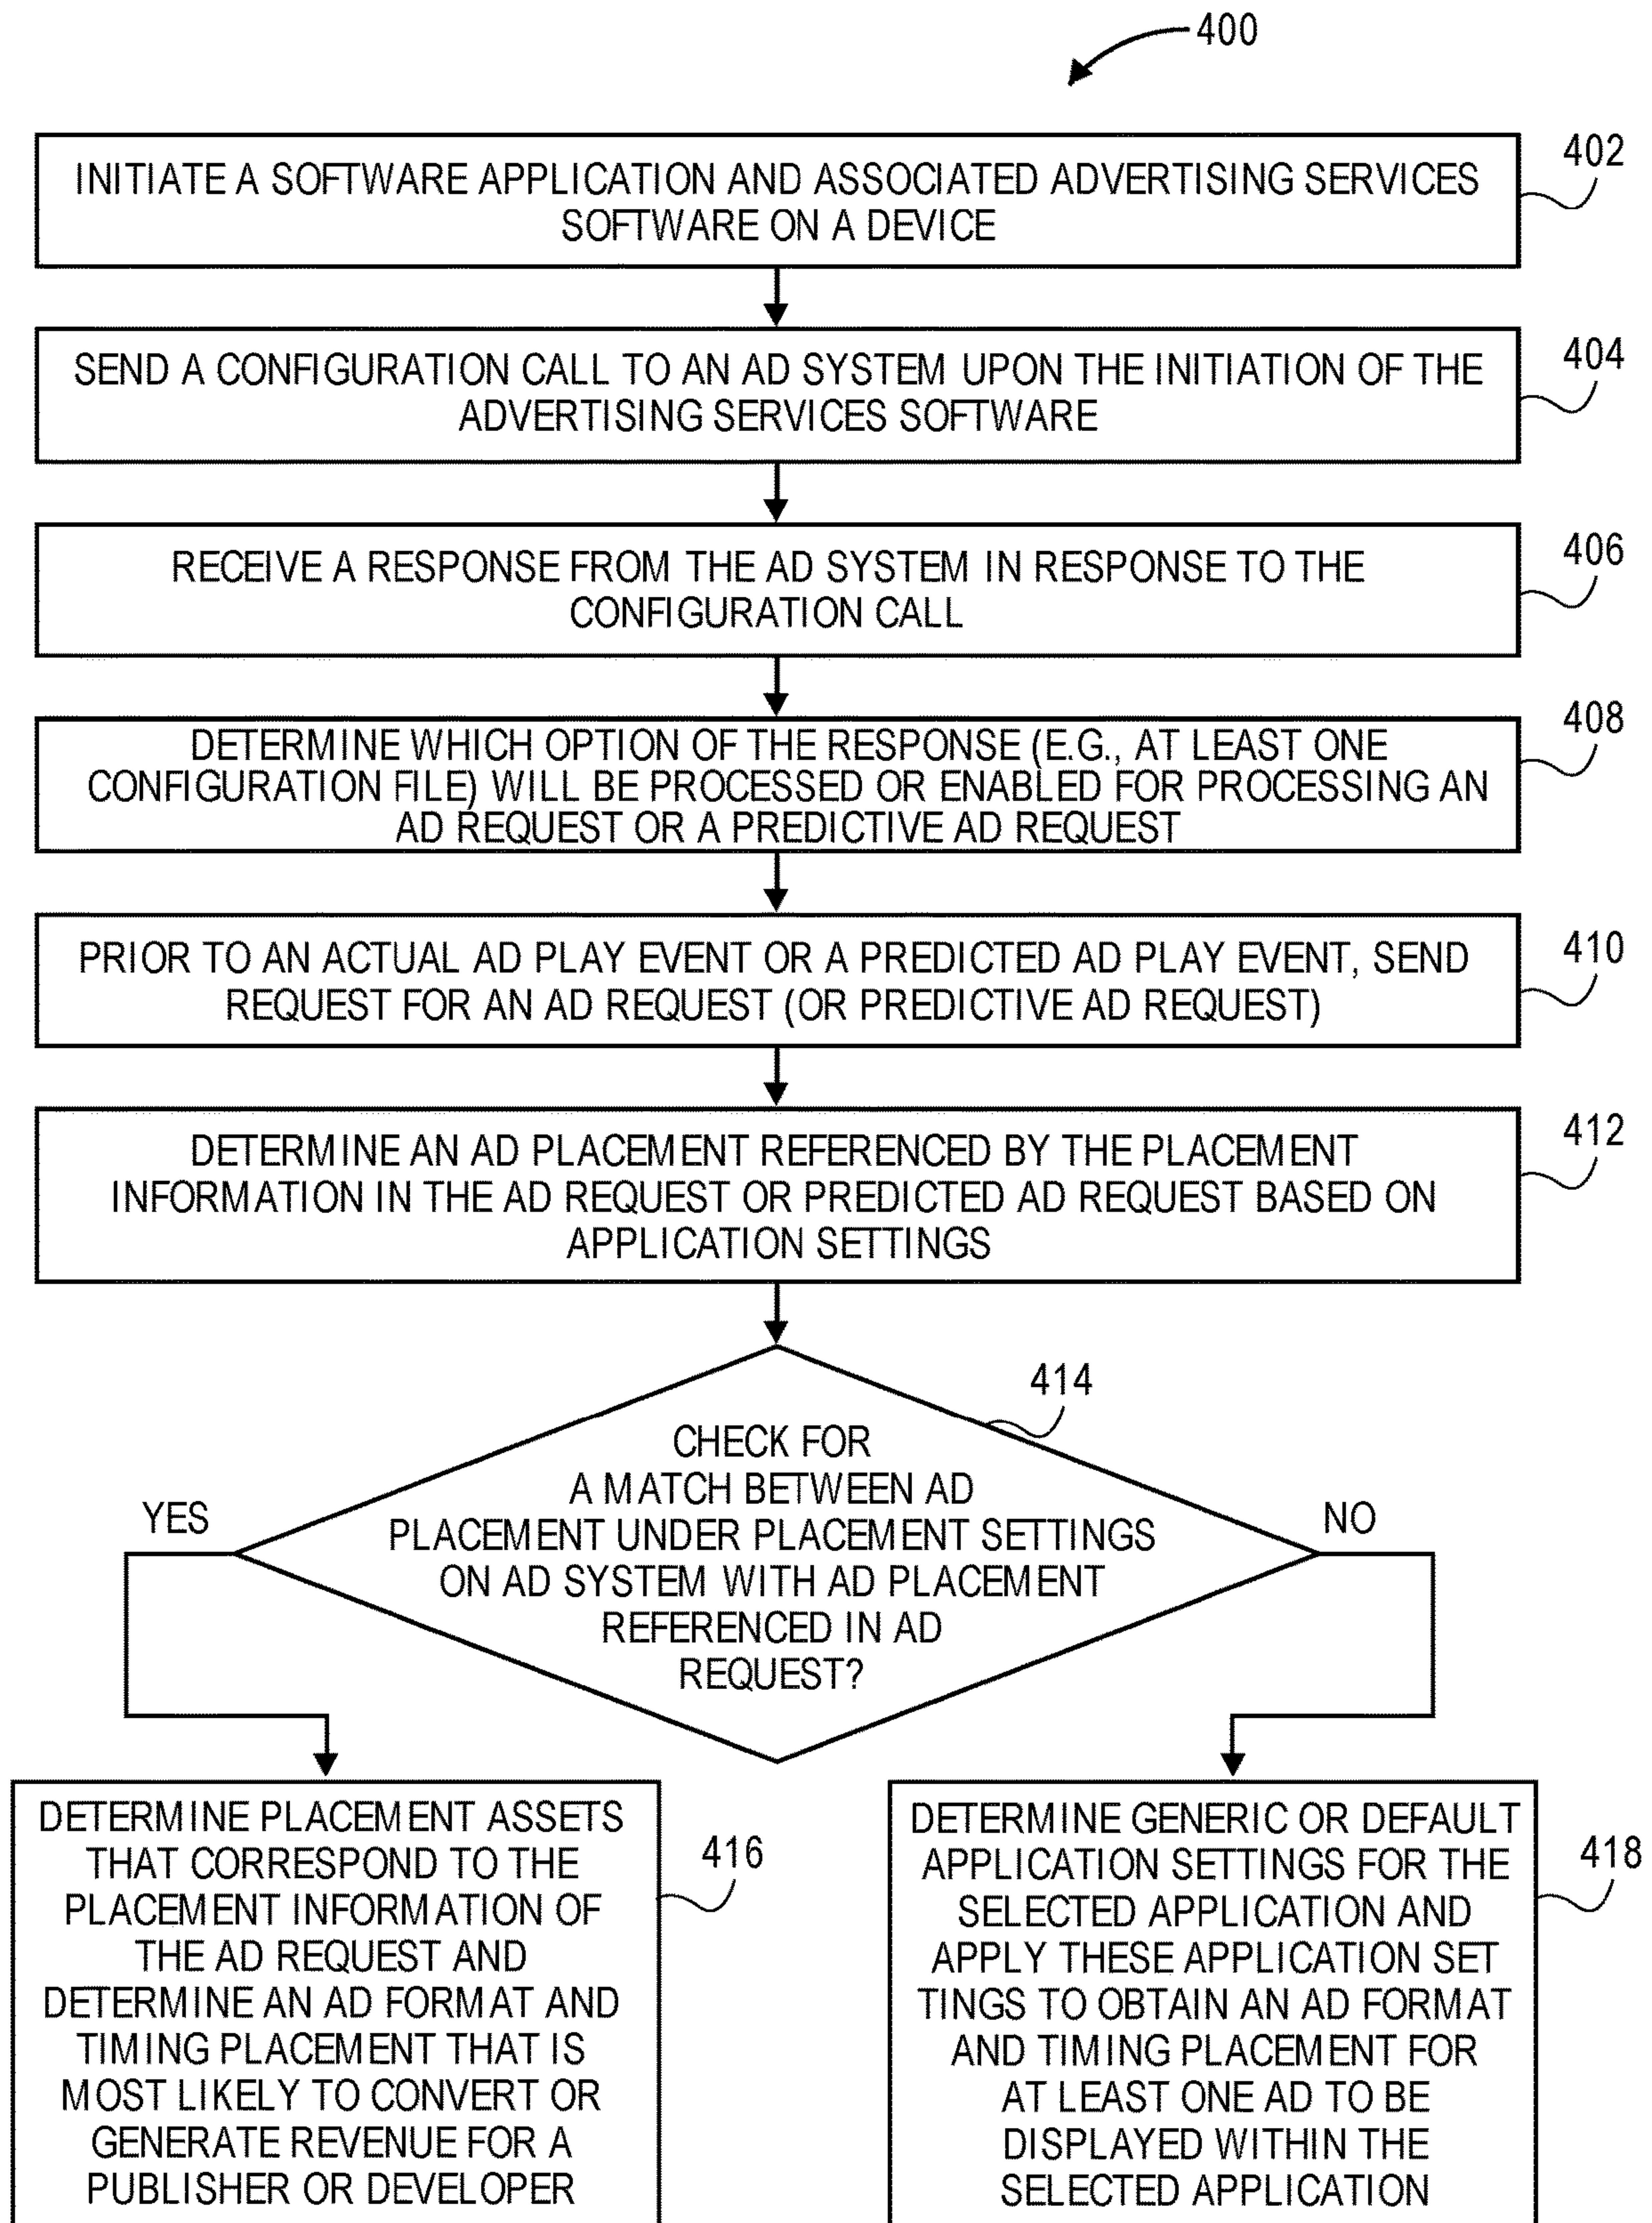 400
INITIATE A SOFTWARE APPLICATION AND ASSOCIATED ADVERTISING SERVICES
SOFTWARE ON A DEVICE
402
SEND A CONFIGURATION CALL TO AN AD SYSTEM UPON THE INITIATION OF THE
ADVERTISING SERVICES SOFTWARE
404
RECEIVE A RESPONSE FROM THE AD SYSTEM IN RESPONSE TO THE
CONFIGURATION CALL
406
DETERMINE WHICH OPTION OF THE RESPONSE (E.G., AT LEAST ONE
CONFIGURATION FILE) WILL BE PROCESSED OR ENABLED FOR PROCESSING AN
AD REQUEST OR A PREDICTIVE AD REQUEST
408
PRIOR TO AN ACTUAL AD PLAY EVENT OR A PREDICTED AD PLAY EVENT, SEND
REQUEST FOR AN AD REQUEST (OR PREDICTIVE AD REQUEST)
410
DETERMINE AN AD PLACEMENT REFERENCED BY THE PLACEMENT
INFORMATION IN THE AD REQUEST OR PREDICTED AD REQUEST BASED ON
APPLICATION SETTINGS
412
414
CHECK FOR
A MATCH BETWEEN AD
PLACEMENT UNDER PLACEMENT SETTINGS
ON AD SYSTEM WITH AD PLACEMENT
REFERENCED IN AD
REQUEST?
YES
NO
DETERMINE PLACEMENT ASSETS
THAT CORRESPOND TO THE
PLACEMENT INFORMATION OF
THE AD REQUEST AND
DETERMINE AN AD FORMAT AND
TIMING PLACEMENT THAT IS
MOST LIKELY TO CONVERT OR
GENERATE REVENUE FOR A
PUBLISHER OR DEVELOPER
416
DETERMINE GENERIC OR DEFAULT
APPLICATION SETTINGS FOR THE
SELECTED APPLICATION AND
APPLY THESE APPLICATION SET
TINGS TO OBTAIN AN AD FORMAT
AND TIMING PLACEMENT FOR
AT LEAST ONE AD TO BE
DISPLAYED WITHIN THE
SELECTED APPLICATION
418